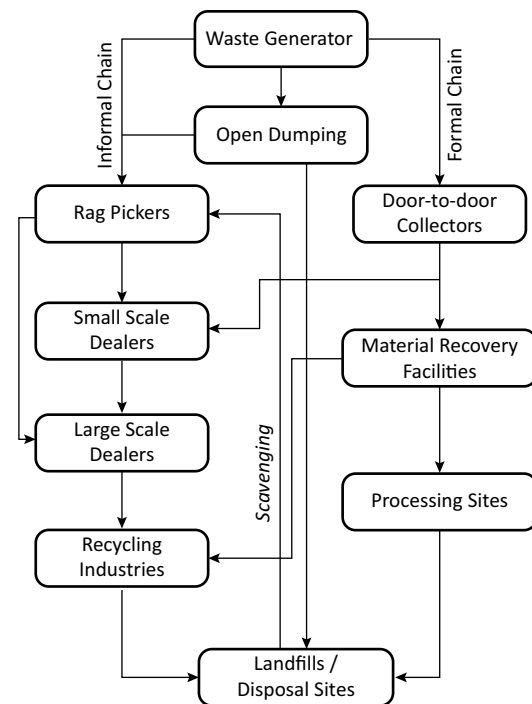 Waste Generator
Informal Chain
Formal Chain
Open Dumping
Rag Pickers
Door-to-door
Collectors
Small Scale
Dealers
Material Recovery
Facilities
Large Scale
Dealers
Scavenging
Processing Sites
Recycling
Industries
Landfills /
Disposal Sites